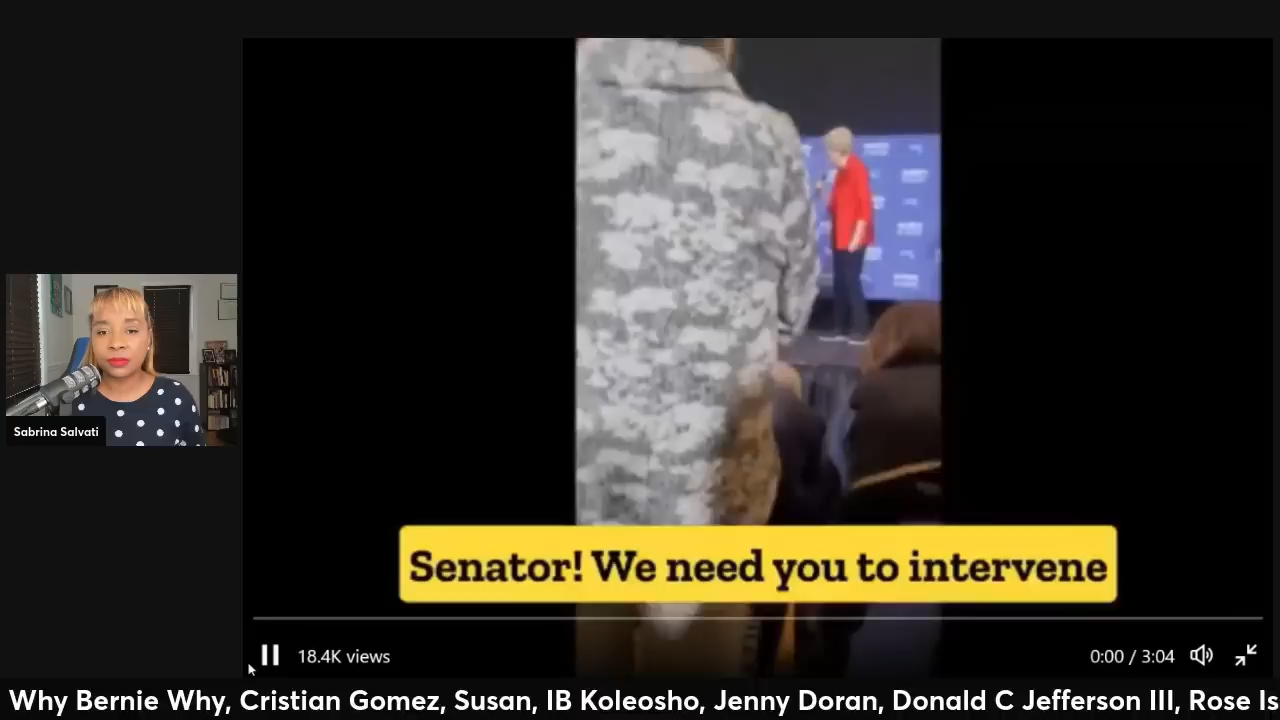 Sabrina Salvati
Senator! We need you to intervene
18.4K views
0:00 / 3:04
Why Bernie Why, Cristian Gomez, Susan, IB Koleosho, Jenny Doran, Donald C Jefferson III, Rose Is